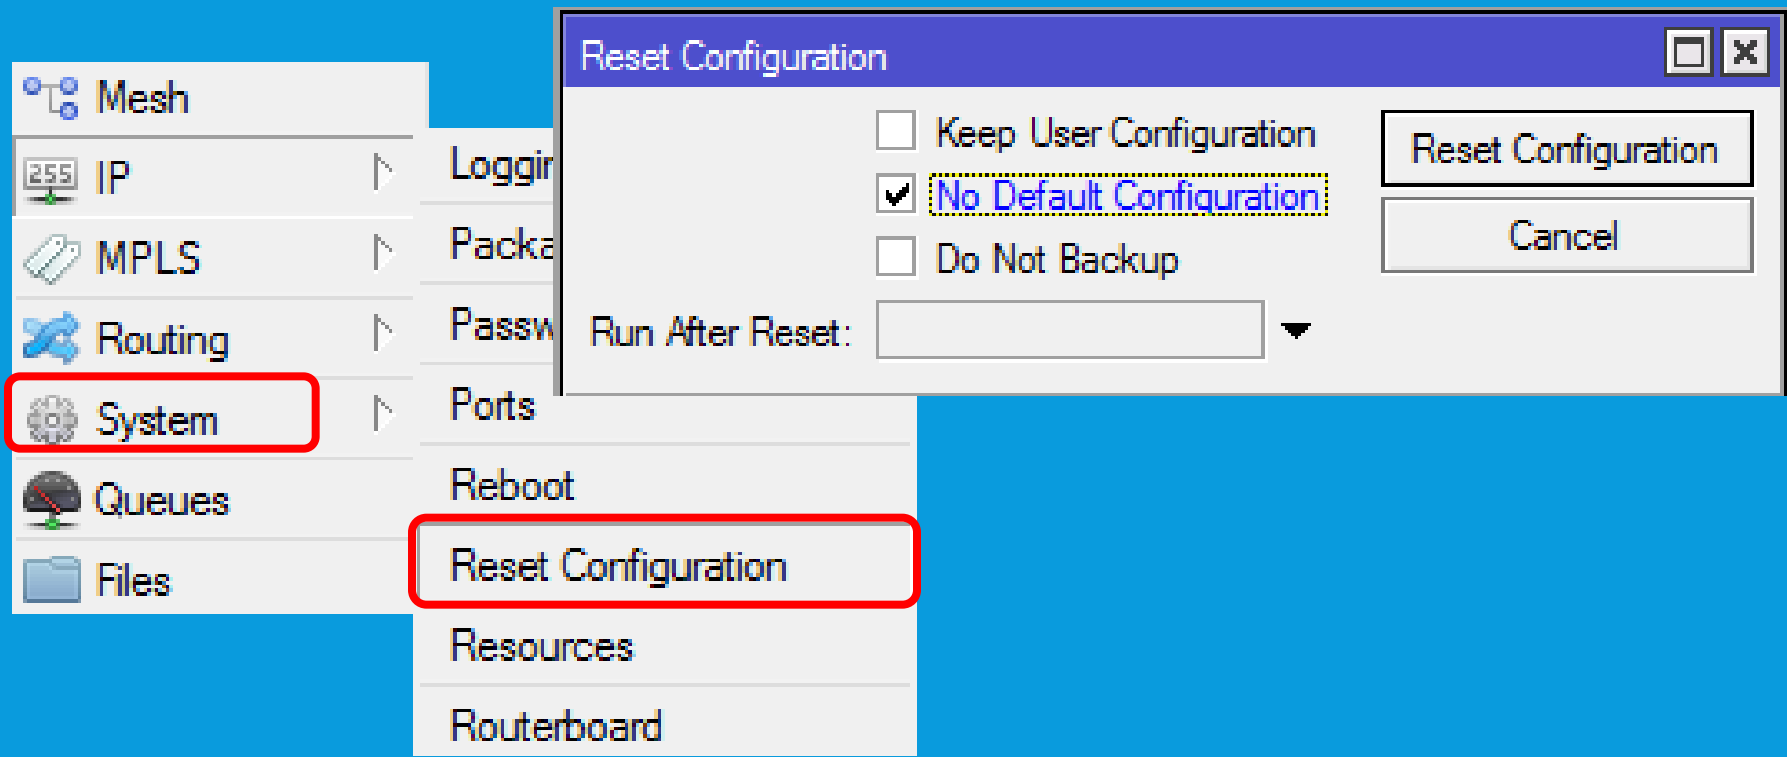 Mesh
255 IP
MPLS
Routing
System
Queues
Files
Loggin
Packa
Passw
Ports
Reboot
Reset Configuration
Resources
Routerboard
Reset Configuration
Keep User Configuration
No Default Configuration
Do Not Backup
Run After Reset:
Reset Configuration
Cancel